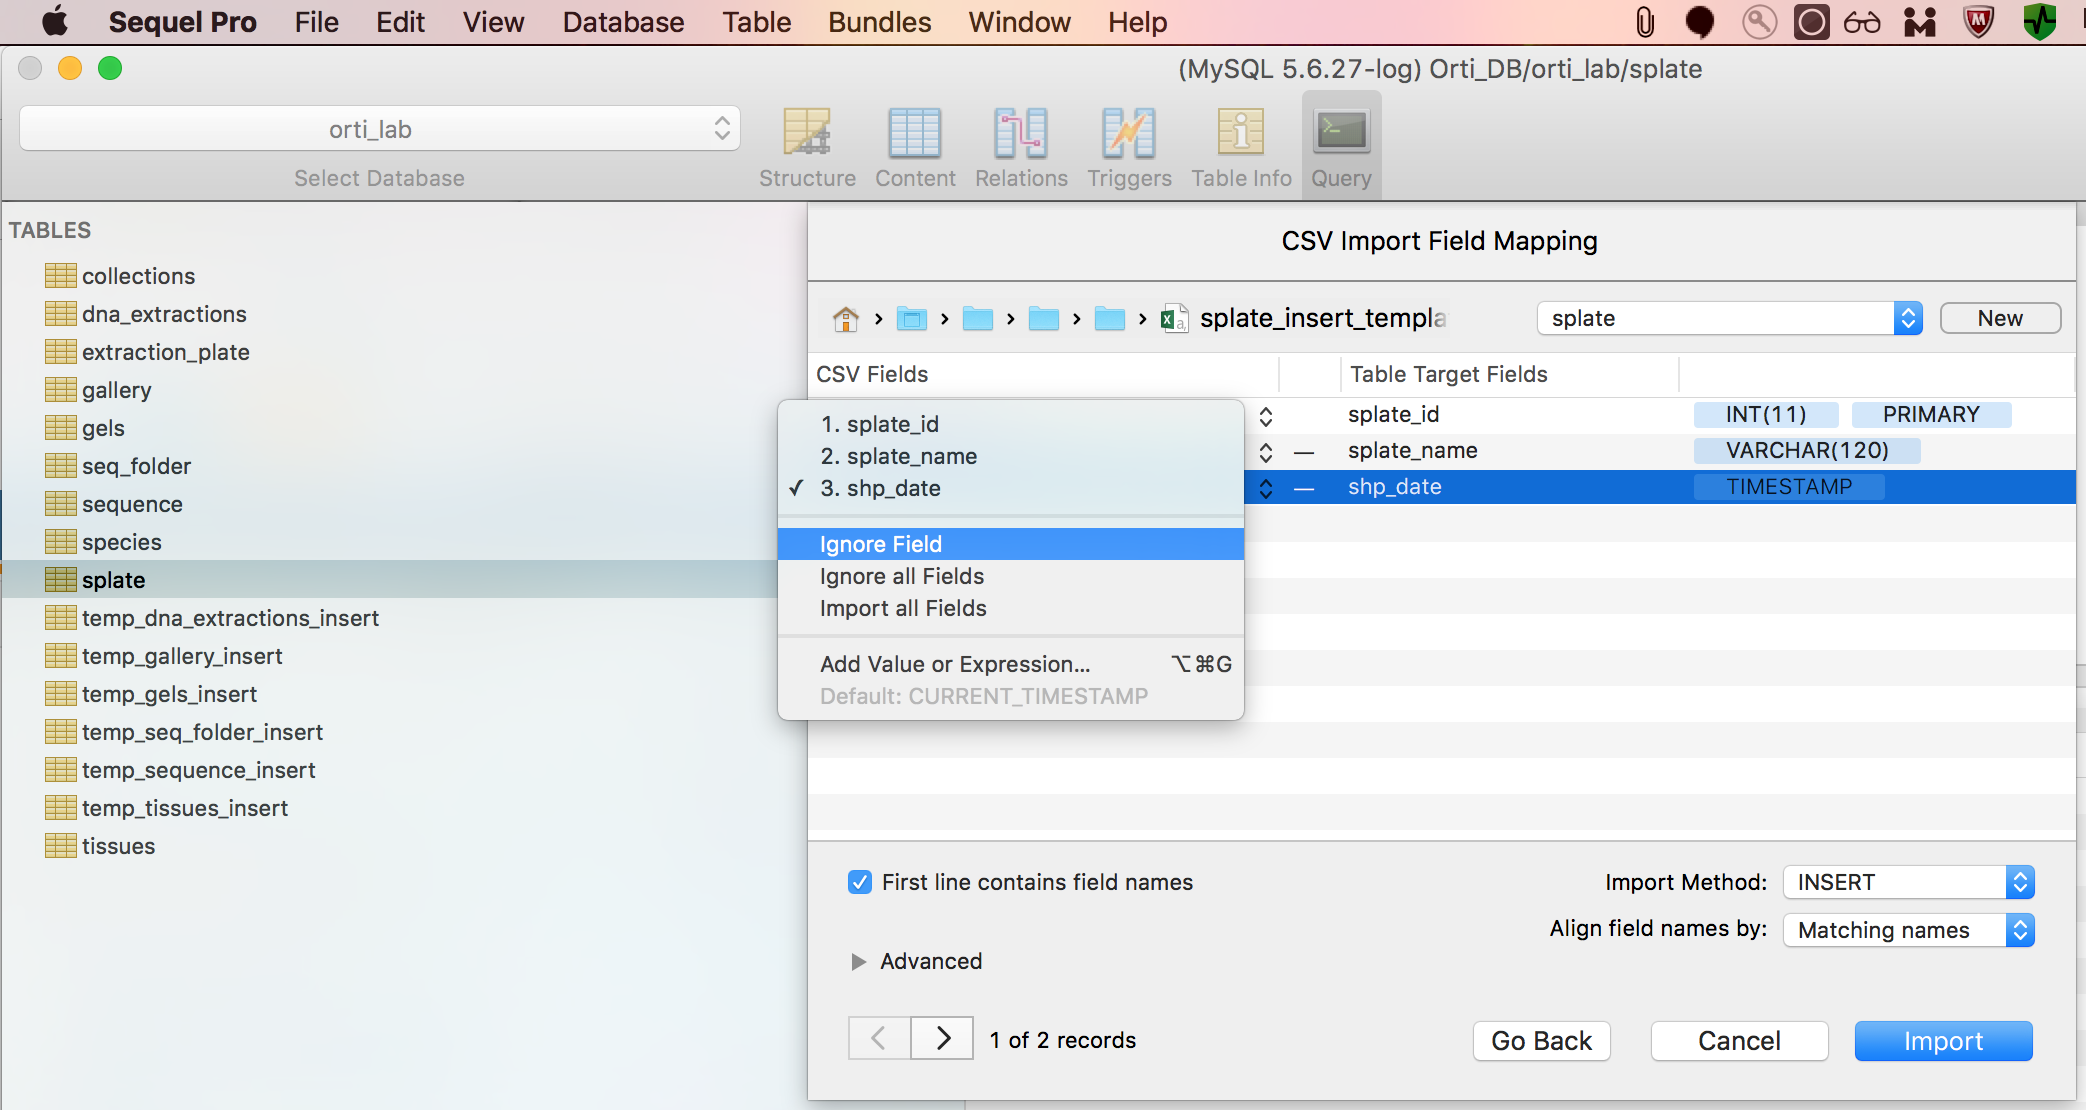 Sequel Pro File Edit View Database Table Bundles Window Help
(MySQL 5.6.27-log) Orti_DB/orti_lab/splate
orti_lab
Select Database
Structure Content Relations Triggers Table Info Query
TABLES
collections
dna_extractions
extraction_plate
gallery
gels
seq_folder
sequence
species
splate
temp_dna_extractions_insert
temp_gallery_insert
temp_gels_insert
temp_seq_folder_insert
temp_sequence_insert
temp_tissues_insert
tissues
CSV Import Field Mapping
splate_insert_templa
splate
New
CSV Fields Table Target Fields
splate_id INT(11) PRIMARY
splate_name VARCHAR(120)
shp_date TIMESTAMP
1. splate_id
2. splate_name
✓ 3. shp_date
Ignore Field
Ignore all Fields
Import all Fields
Add Value or Expression... ⌥⌘G
Default: CURRENT_TIMESTAMP
First line contains field names
Import Method: INSERT
Align field names by: Matching names
Advanced
1 of 2 records
Go Back Cancel Import